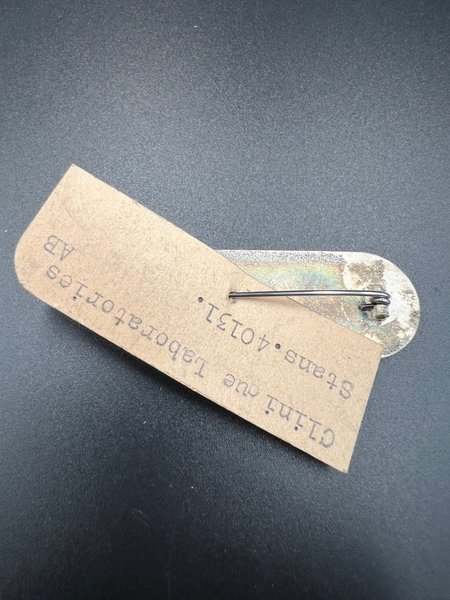 Clinique Laboratories
AB
Stans.40131.